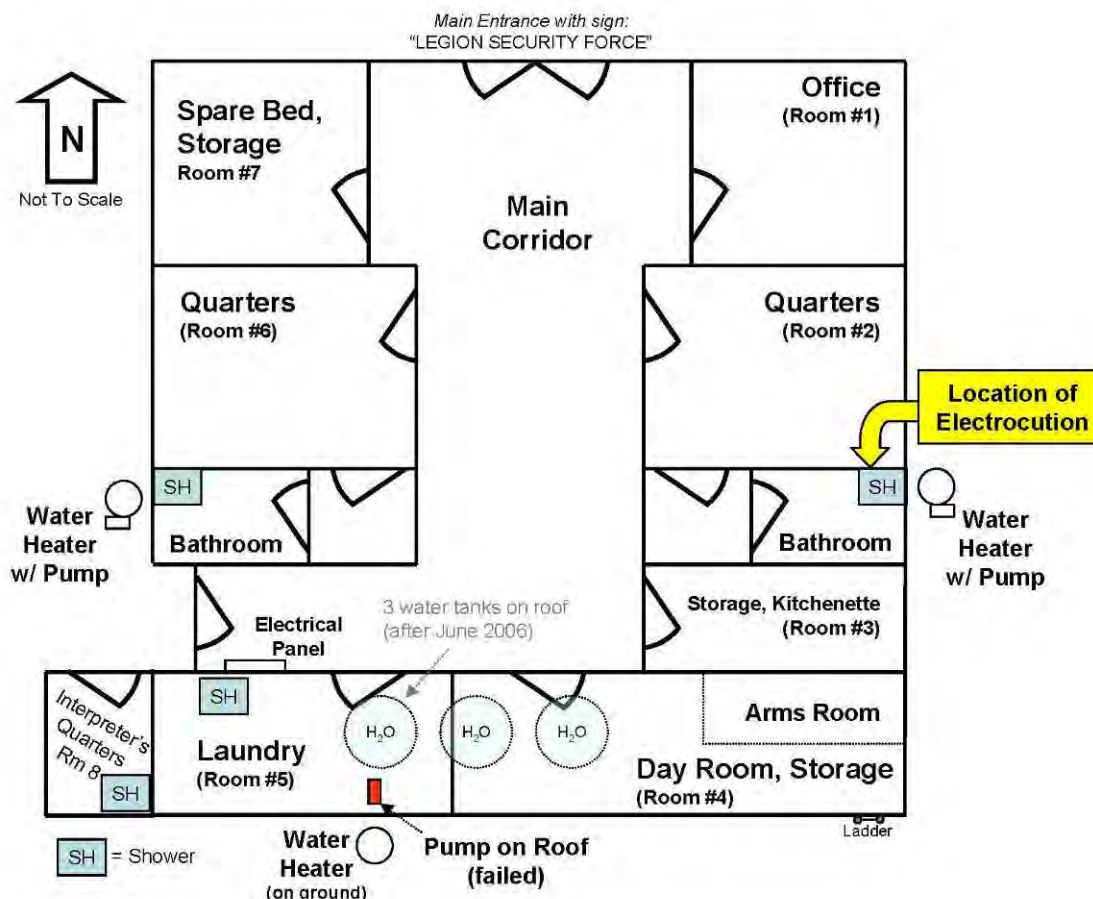 Main Entrance with sign:
"LEGION SECURITY FORCE"
N
Not To Scale
Spare Bed,
Storage
Room #7
Office
(Room #1)
Main
Corridor
Quarters
(Room #6)
Quarters
(Room #2)
Location of
Electrocution
SH
SH
Water
Heater
w/ Pump
Bathroom
Bathroom
Water
Heater
w/ Pump
3 water tanks on roof
(after June 2006)
Electrical
Panel
Storage, Kitchenette
(Room #3)
Interpreter's
Quarters
Rm 8
SH
SH
Laundry
(Room #5)
H2O
H2O
H2O
Arms Room
Day Room, Storage
(Room #4)
Ladder
SH = Shower
Water
Heater
(on ground)
Pump on Roof
(failed)